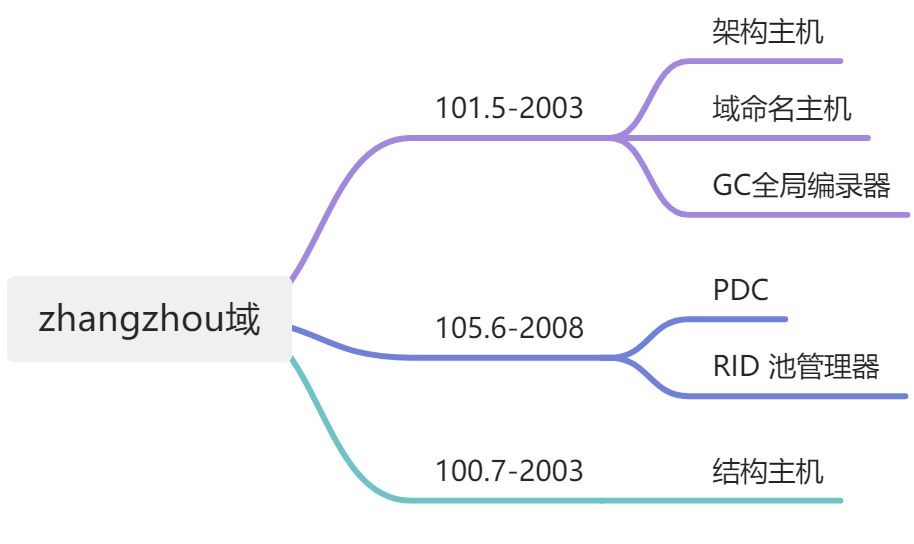 zhangzhou域
101.5-2003
架构主机
域命名主机
GC全局编录器
105.6-2008
PDC
RID 池管理器
100.7-2003
结构主机